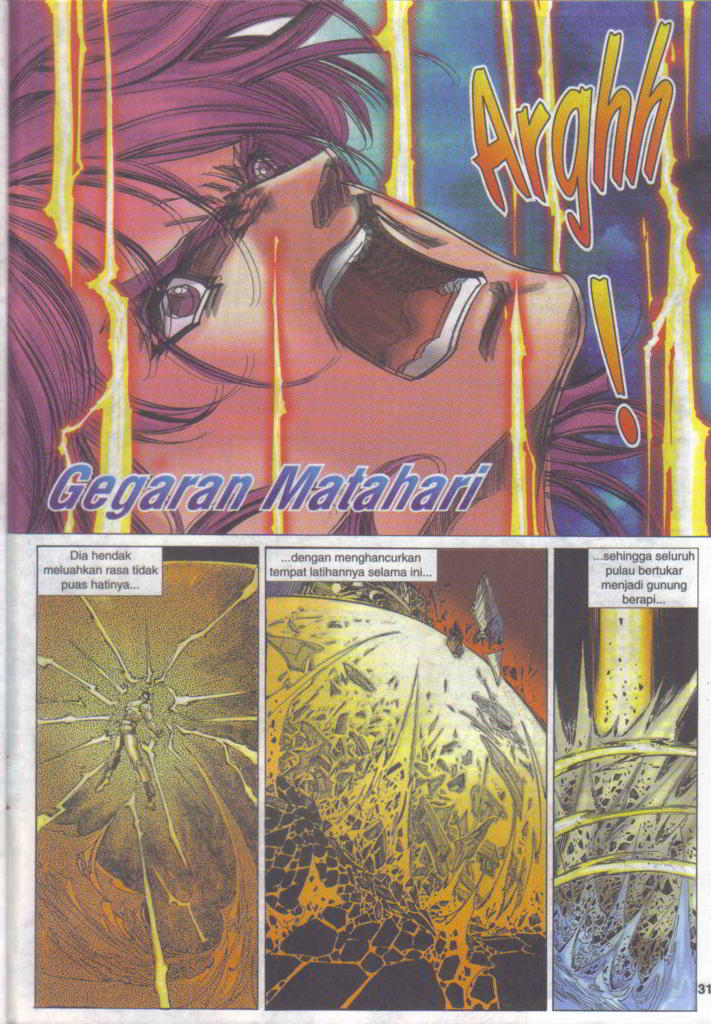 Arghh
!
Gegaran Matahari
Dia hendak
meluahkan rasa tidak
puas hatinya...
...dengan menghancurkan
tempat latihannya selama ini...
...sehingga seluruh
pulau bertukar
menjadi gunung
berapi...
31